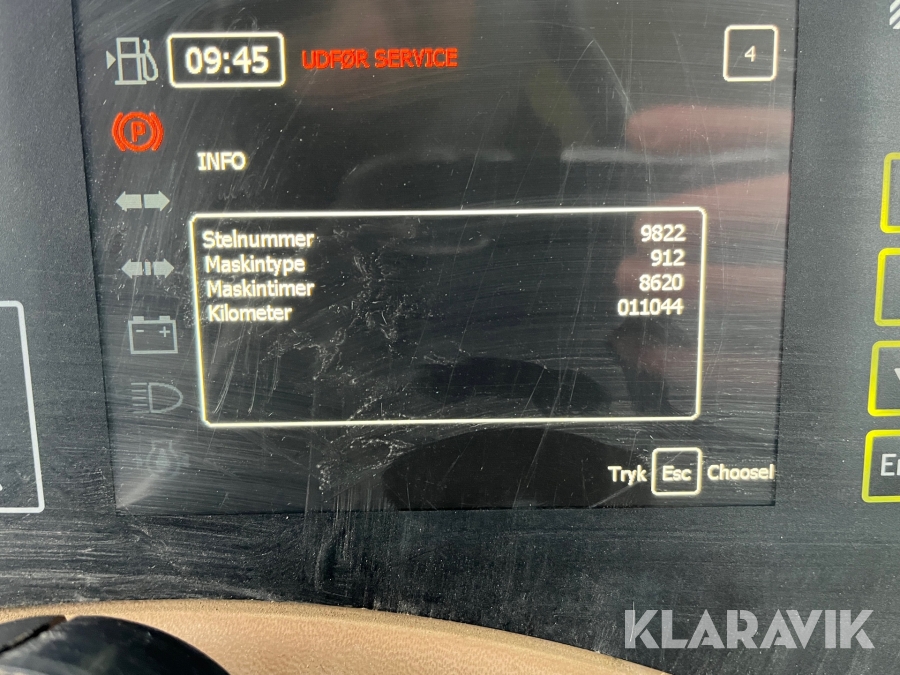 09:45 UDFØR SERVICE 4
P
INFO
Stelnummer 9822
Maskintype 912
Maskintimer 8620
Kilometer 011044
Tryk Esc Choosel
KLARAVIK